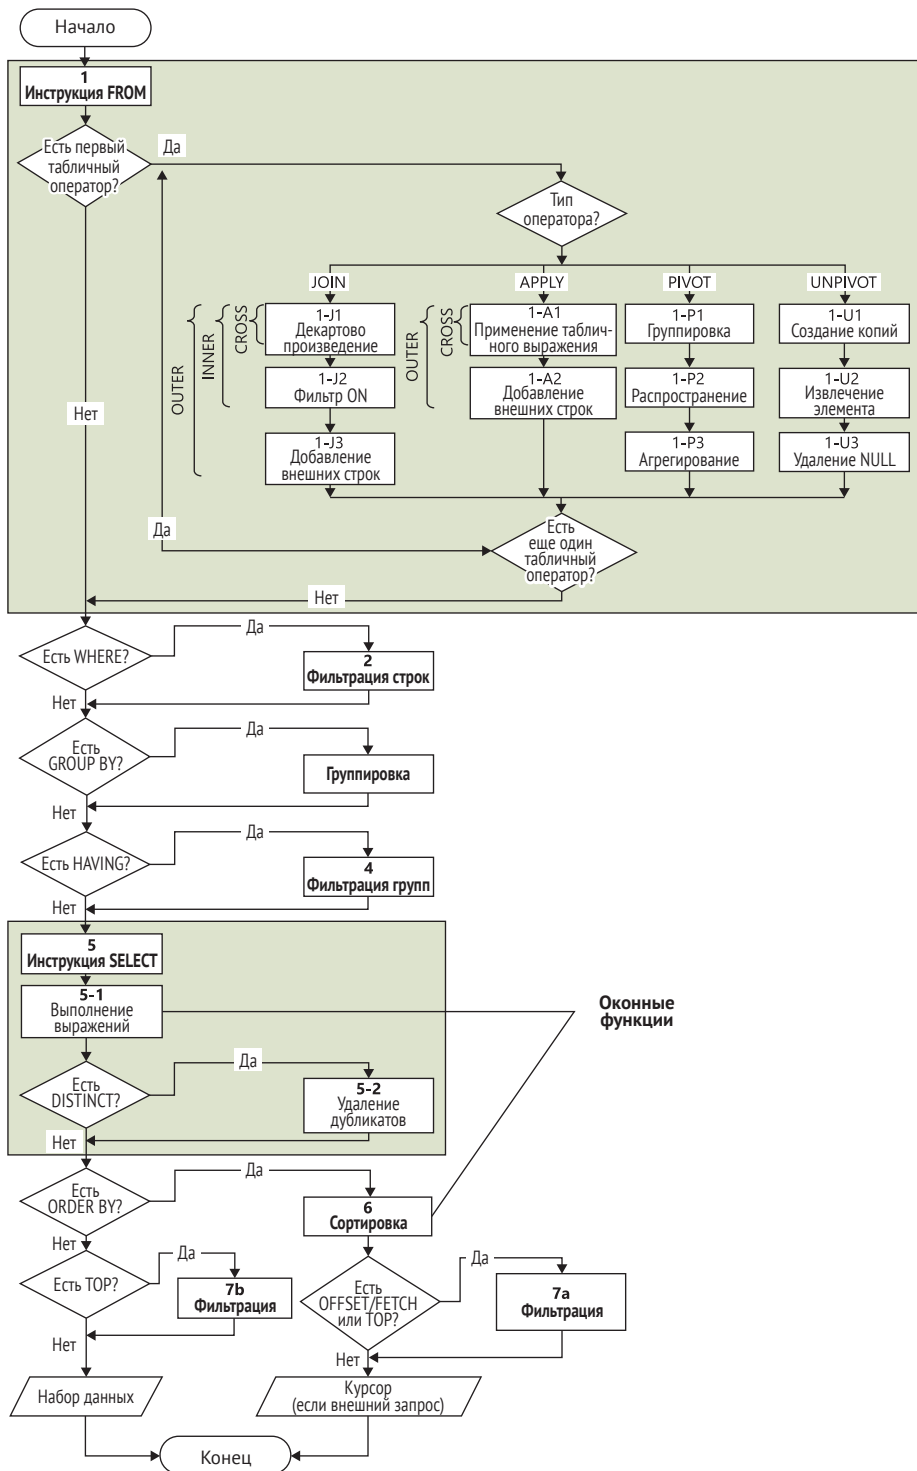 Начало
1
Инструкция FROM
Есть первый
табличный
оператор?
Да
Тип
оператора?
JOIN
APPLY
PIVOT
UNPIVOT
OUTER
INNER
CROSS
1-J1
Декартово
произведение
OUTER
CROSS
1-A1
Применение таблич-
ного выражения
1-P1
Группировка
1-U1
Создание копий
1-J2
Фильтр ON
1-A2
Добавление
внешних строк
1-P2
Распространение
1-U2
Извлечение
элемента
Нет
1-J3
Добавление
внешних строк
1-P3
Агрегирование
1-U3
Удаление NULL
Да
Есть
еще один
табличный
оператор?
Нет
Есть WHERE?
Да
2
Фильтрация строк
Нет
Есть
GROUP BY?
Да
Группировка
Нет
Есть HAVING?
Да
4
Фильтрация групп
Нет
5
Инструкция SELECT
5-1
Выполнение
выражений
Оконные
функции
Есть
DISTINCT?
Да
5-2
Удаление
дубликатов
Нет
Есть
ORDER BY?
Да
6
Сортировка
Нет
Есть TOP?
Да
7b
Фильтрация
Есть
OFFSET/FETCH
или TOP?
Да
7a
Фильтрация
Нет
Нет
Набор данных
Курсор
(если внешний запрос)
Конец